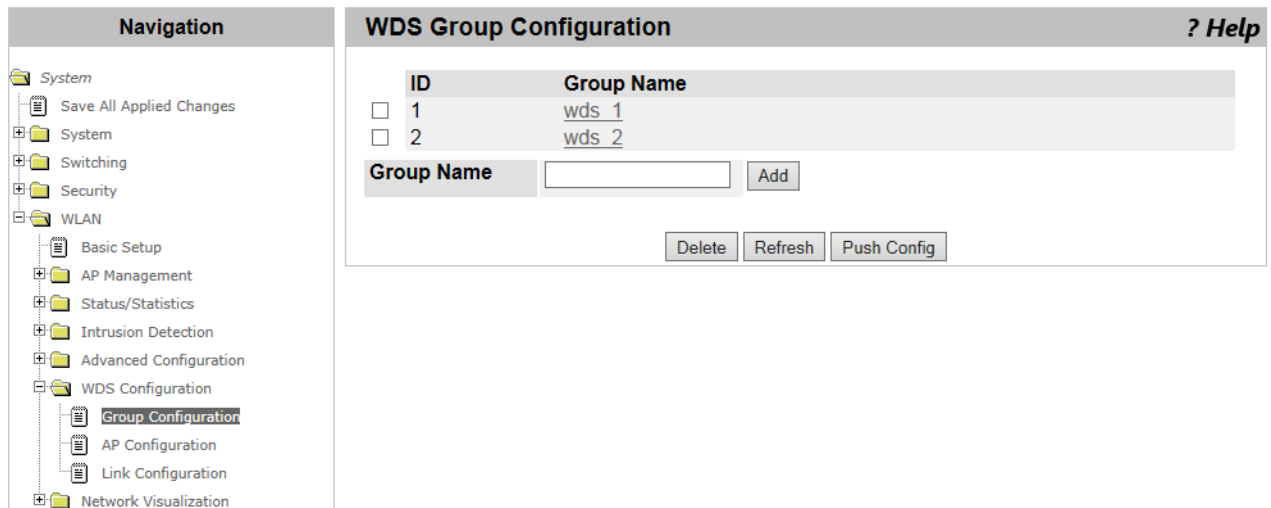 Navigation
System
Save All Applied Changes
System
Switching
Security
WLAN
Basic Setup
AP Management
Status/Statistics
Intrusion Detection
Advanced Configuration
WDS Configuration
Group Configuration
AP Configuration
Link Configuration
Network Visualization
WDS Group Configuration ? Help
ID Group Name
1 wds_1
2 wds_2
Group Name Add
Delete Refresh Push Config